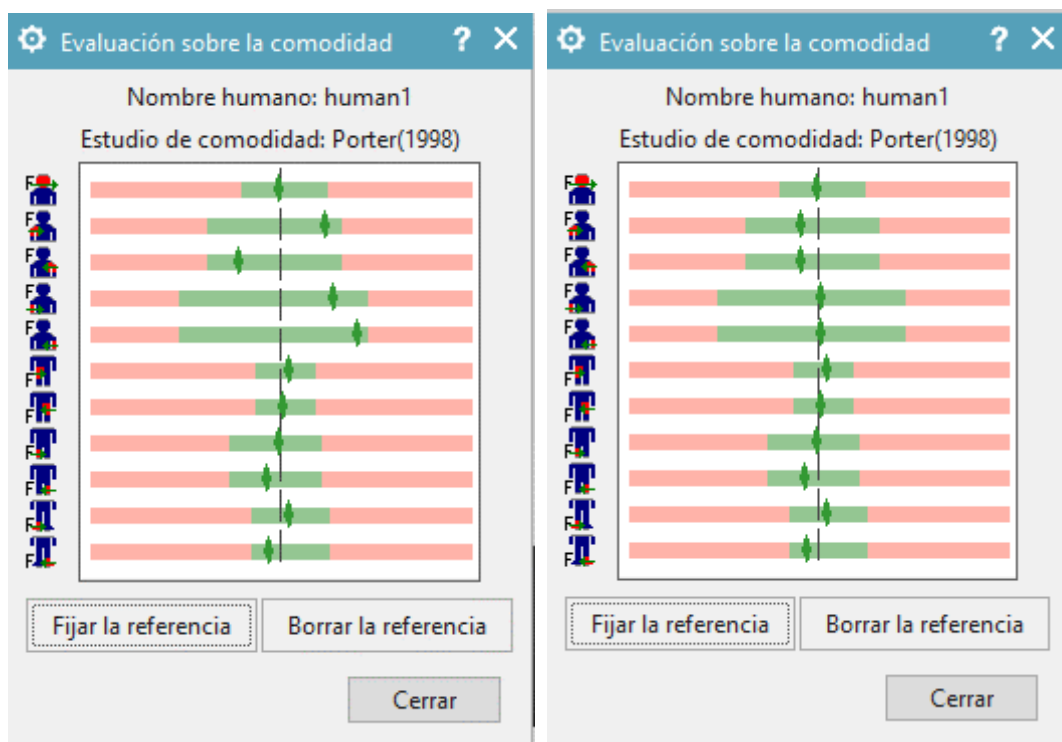 Evaluación sobre la comodidad ? ✕
Nombre humano: human1
Estudio de comodidad: Porter(1998)
F
F
F
F
F
F
F
F
F
F
F
Fijar la referencia Borrar la referencia
Cerrar
Evaluación sobre la comodidad ? ✕
Nombre humano: human1
Estudio de comodidad: Porter(1998)
F
F
F
F
F
F
F
F
F
F
F
Fijar la referencia Borrar la referencia
Cerrar